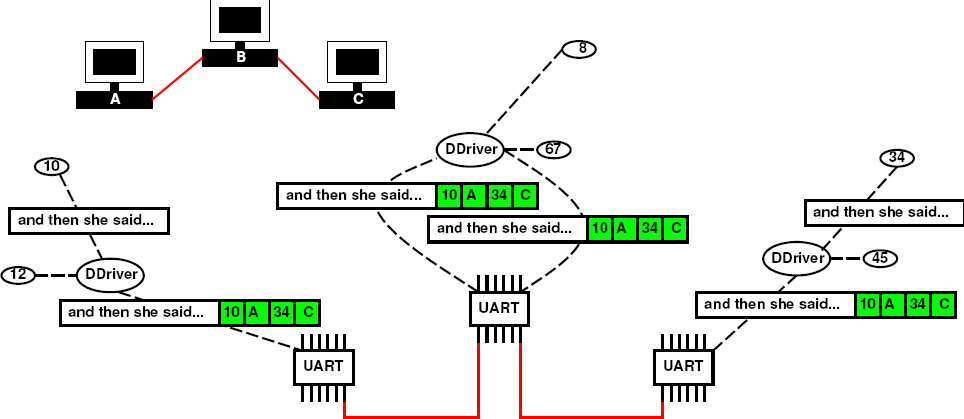 B
A
C
8
DDriver
67
10
34
and then she said... 10 A 34 C
and then she said...
and then she said...
and then she said... 10 A 34 C
12
DDriver
DDriver
45
and then she said... 10 A 34 C
and then she said... 10 A 34 C
UART
UART
UART